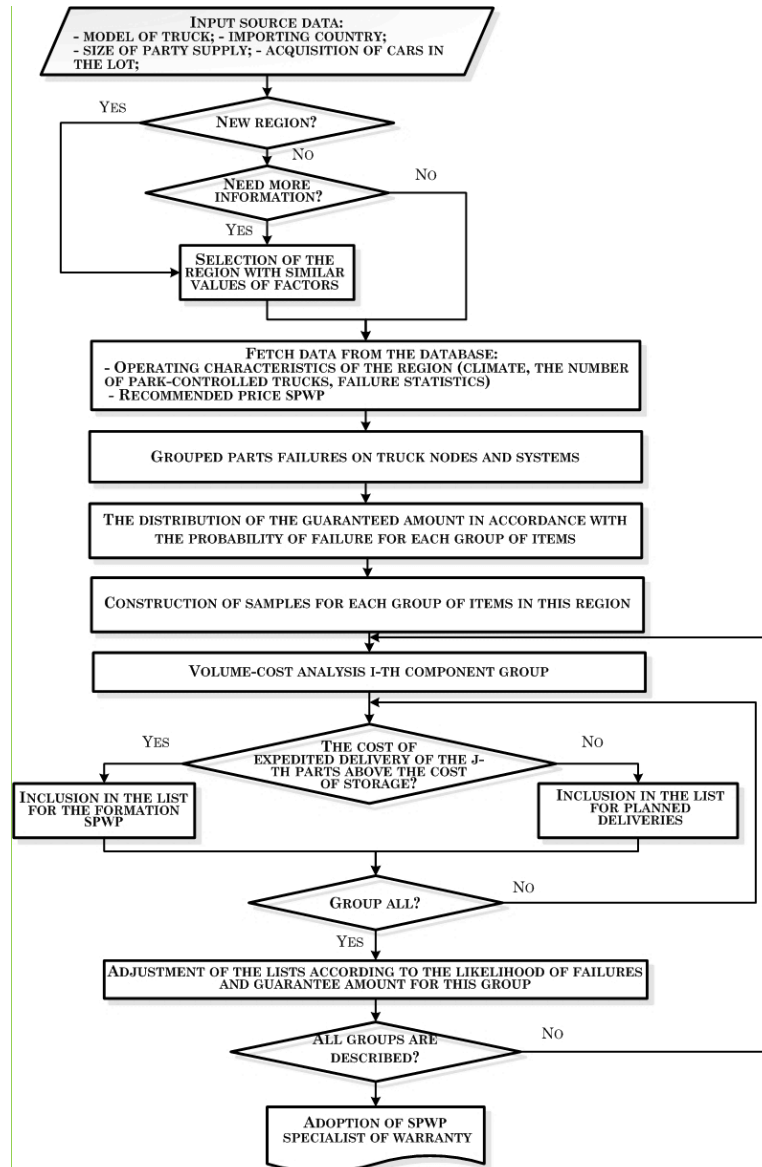 INPUT SOURCE DATA:
- MODEL OF TRUCK; - IMPORTING COUNTRY;
- SIZE OF PARTY SUPPLY; - ACQUISITION OF CARS IN
THE LOT;
YES
NEW REGION?
NO
NEED MORE
INFORMATION?
NO
YES
SELECTION OF THE
REGION WITH SIMILAR
VALUES OF FACTORS
FETCH DATA FROM THE DATABASE:
- OPERATING CHARACTERISTICS OF THE REGION (CLIMATE, THE NUMBER
OF PARK-CONTROLLED TRUCKS, FAILURE STATISTICS)
- RECOMMENDED PRICE SPWP
GROUPED PARTS FAILURES ON TRUCK NODES AND SYSTEMS
THE DISTRIBUTION OF THE GUARANTEED AMOUNT IN ACCORDANCE WITH
THE PROBABILITY OF FAILURE FOR EACH GROUP OF ITEMS
CONSTRUCTION OF SAMPLES FOR EACH GROUP OF ITEMS IN THIS REGION
VOLUME-COST ANALYSIS I-TH COMPONENT GROUP
YES
THE COST OF
EXPEDITED DELIVERY OF THE J-
TH PARTS ABOVE THE COST
OF STORAGE?
NO
INCLUSION IN THE LIST
FOR THE FORMATION
SPWP
INCLUSION IN THE LIST
FOR PLANNED
DELIVERIES
GROUP ALL?
NO
YES
ADJUSTMENT OF THE LISTS ACCORDING TO THE LIKELIHOOD OF FAILURES
AND GUARANTEE AMOUNT FOR THIS GROUP
ALL GROUPS ARE
DESCRIBED?
NO
ADOPTION OF SPWP
SPECIALIST OF WARRANTY